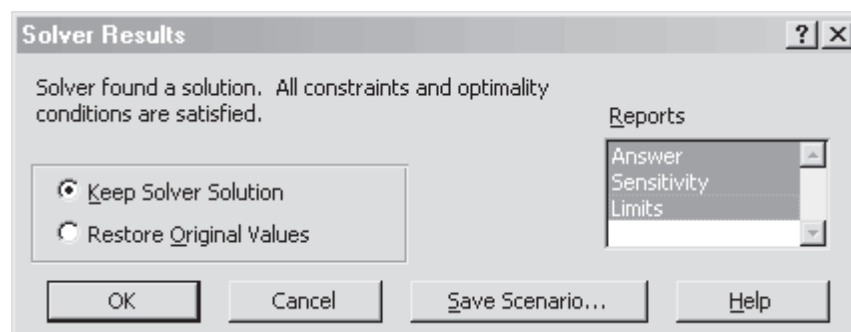 Solver Results
? X
Solver found a solution. All constraints and optimality
conditions are satisfied.
Reports
Answer
Sensitivity
Limits
Keep Solver Solution
Restore Original Values
OK Cancel Save Scenario... Help